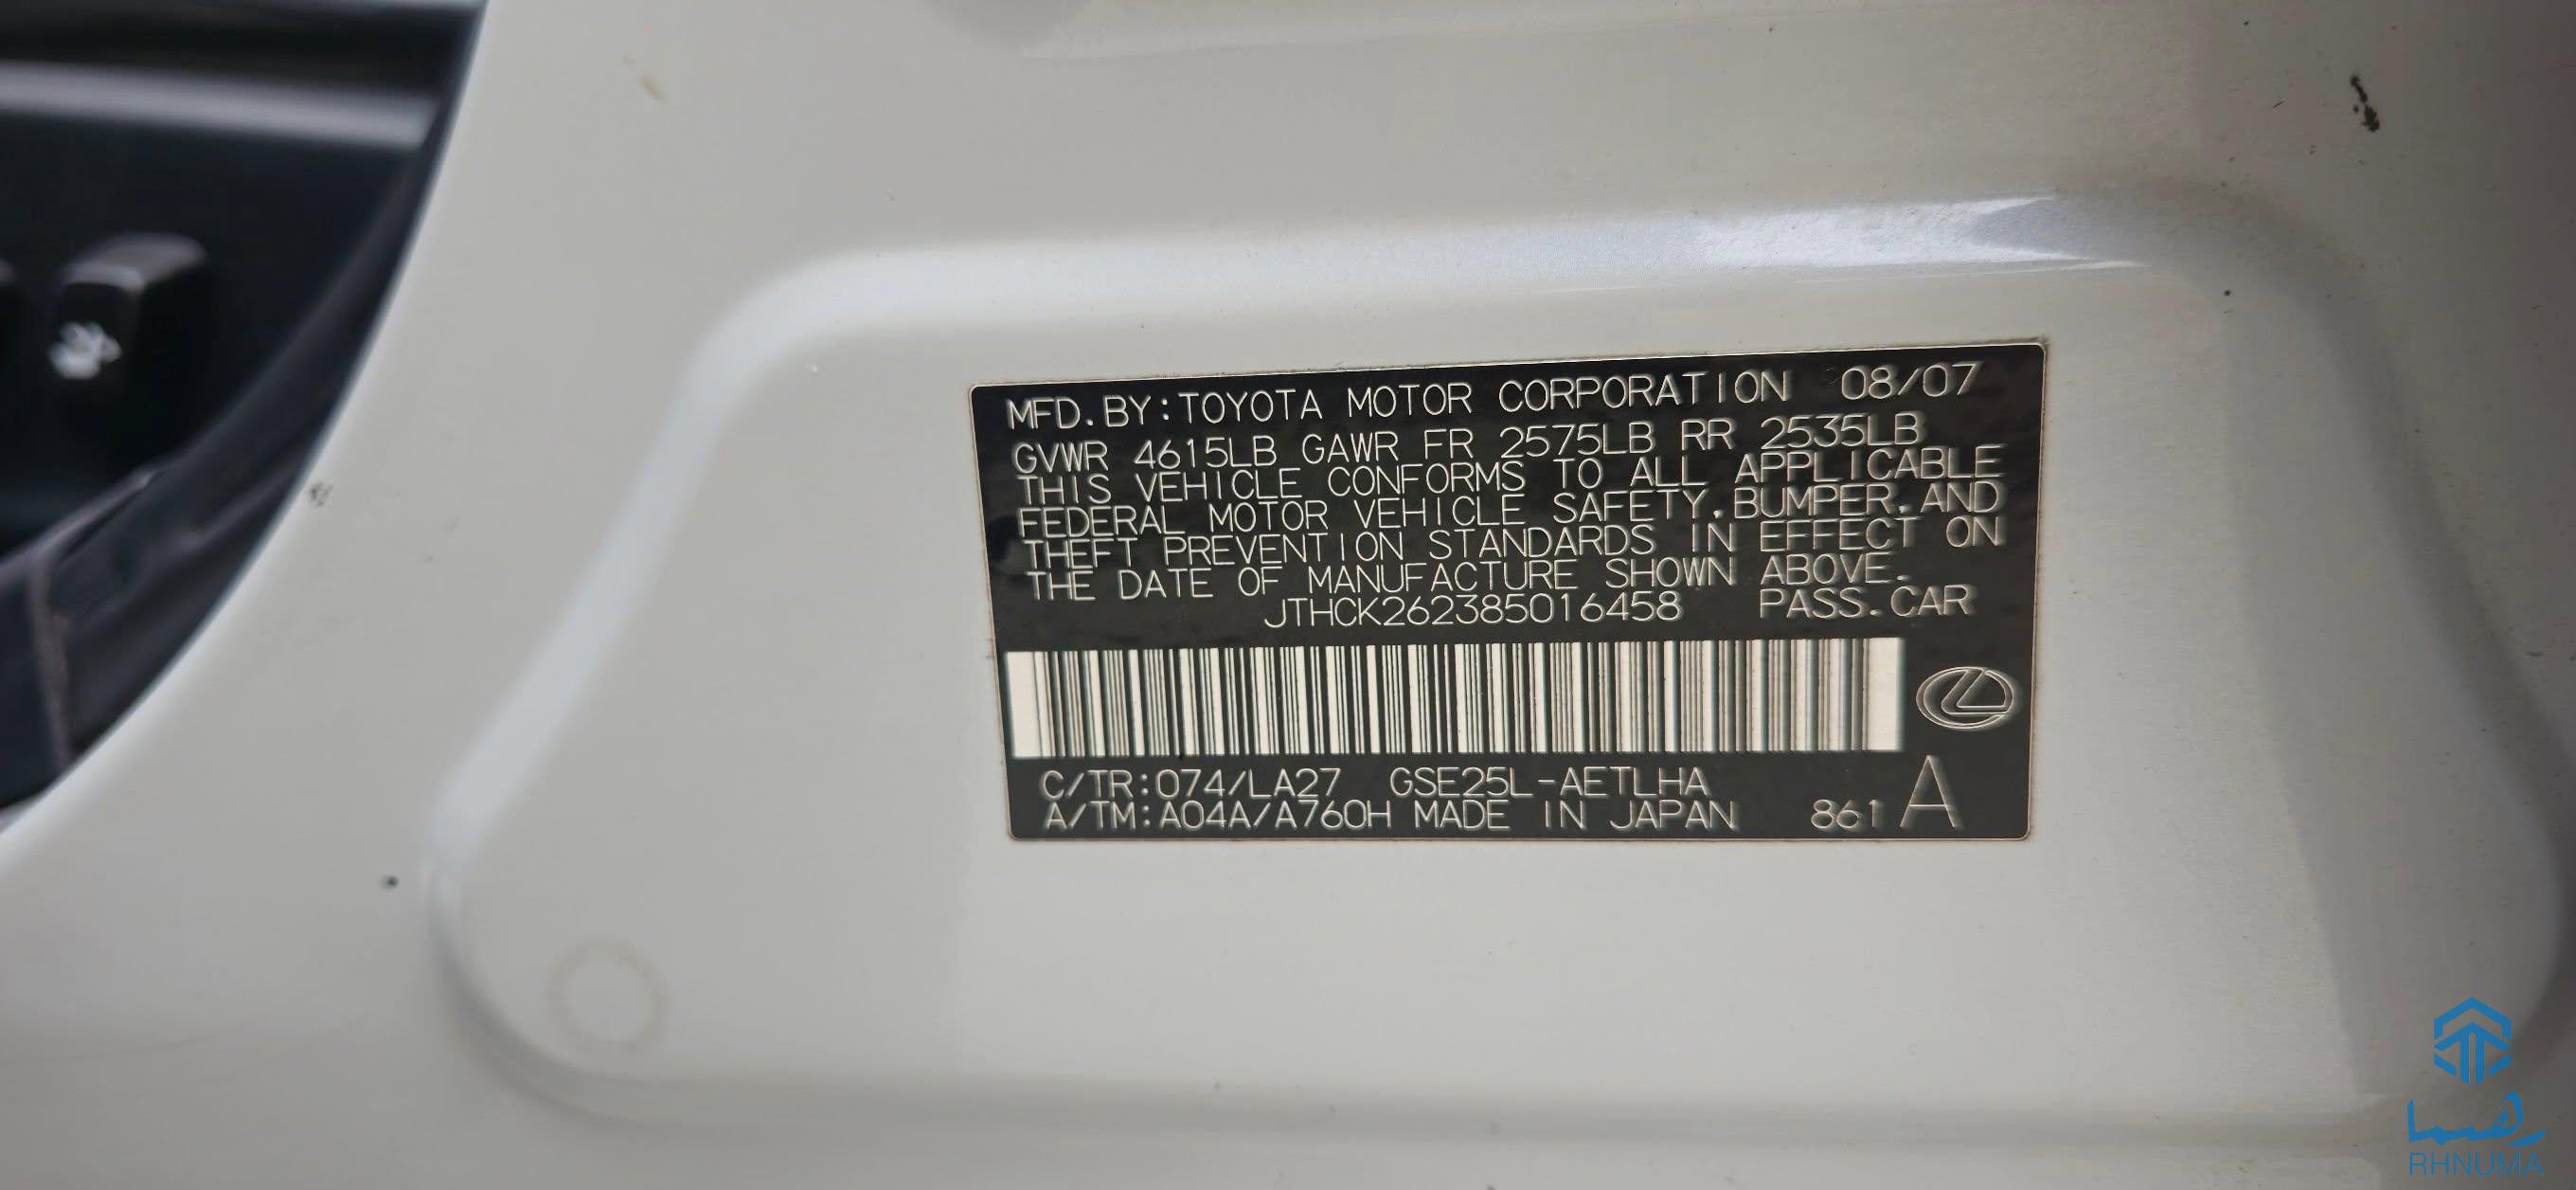 MFD. BY:TOYOTA MOTOR CORPORATION 08/07
GVWR 4615LB GAWR FR 2575LB RR 2535LB
THIS VEHICLE CONFORMS TO ALL APPLICABLE
FEDERAL MOTOR VEHICLE SAFETY, BUMPER, AND
THEFT PREVENTION STANDARDS IN EFFECT ON
THE DATE OF MANUFACTURE SHOWN ABOVE.
JTHCK262385016458 PASS. CAR
C/TR:074/LA27 GSE25L-AETLHA
A/TM:A04A/A760H MADE IN JAPAN 861 A
رهنما
RHNUMA